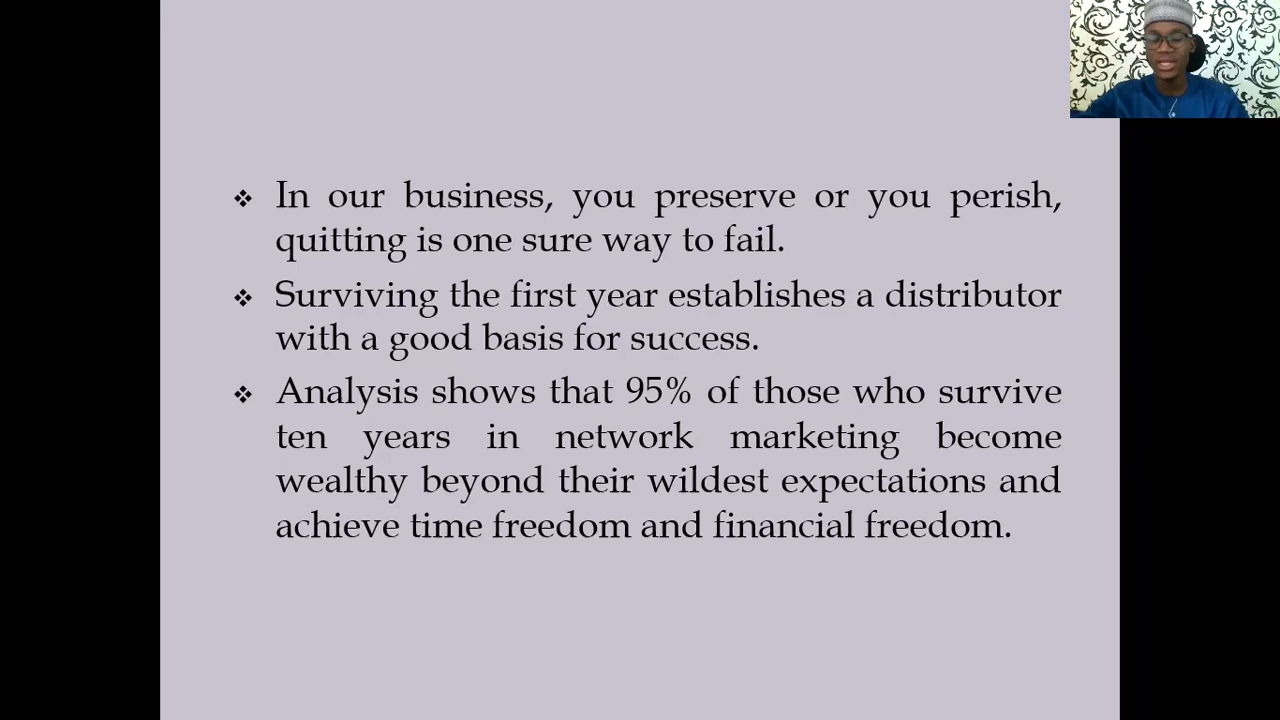 In our business, you preserve or you perish,
quitting is one sure way to fail.
Surviving the first year establishes a distributor
with a good basis for success.
Analysis shows that 95% of those who survive
ten years in network marketing become
wealthy beyond their wildest expectations and
achieve time freedom and financial freedom.